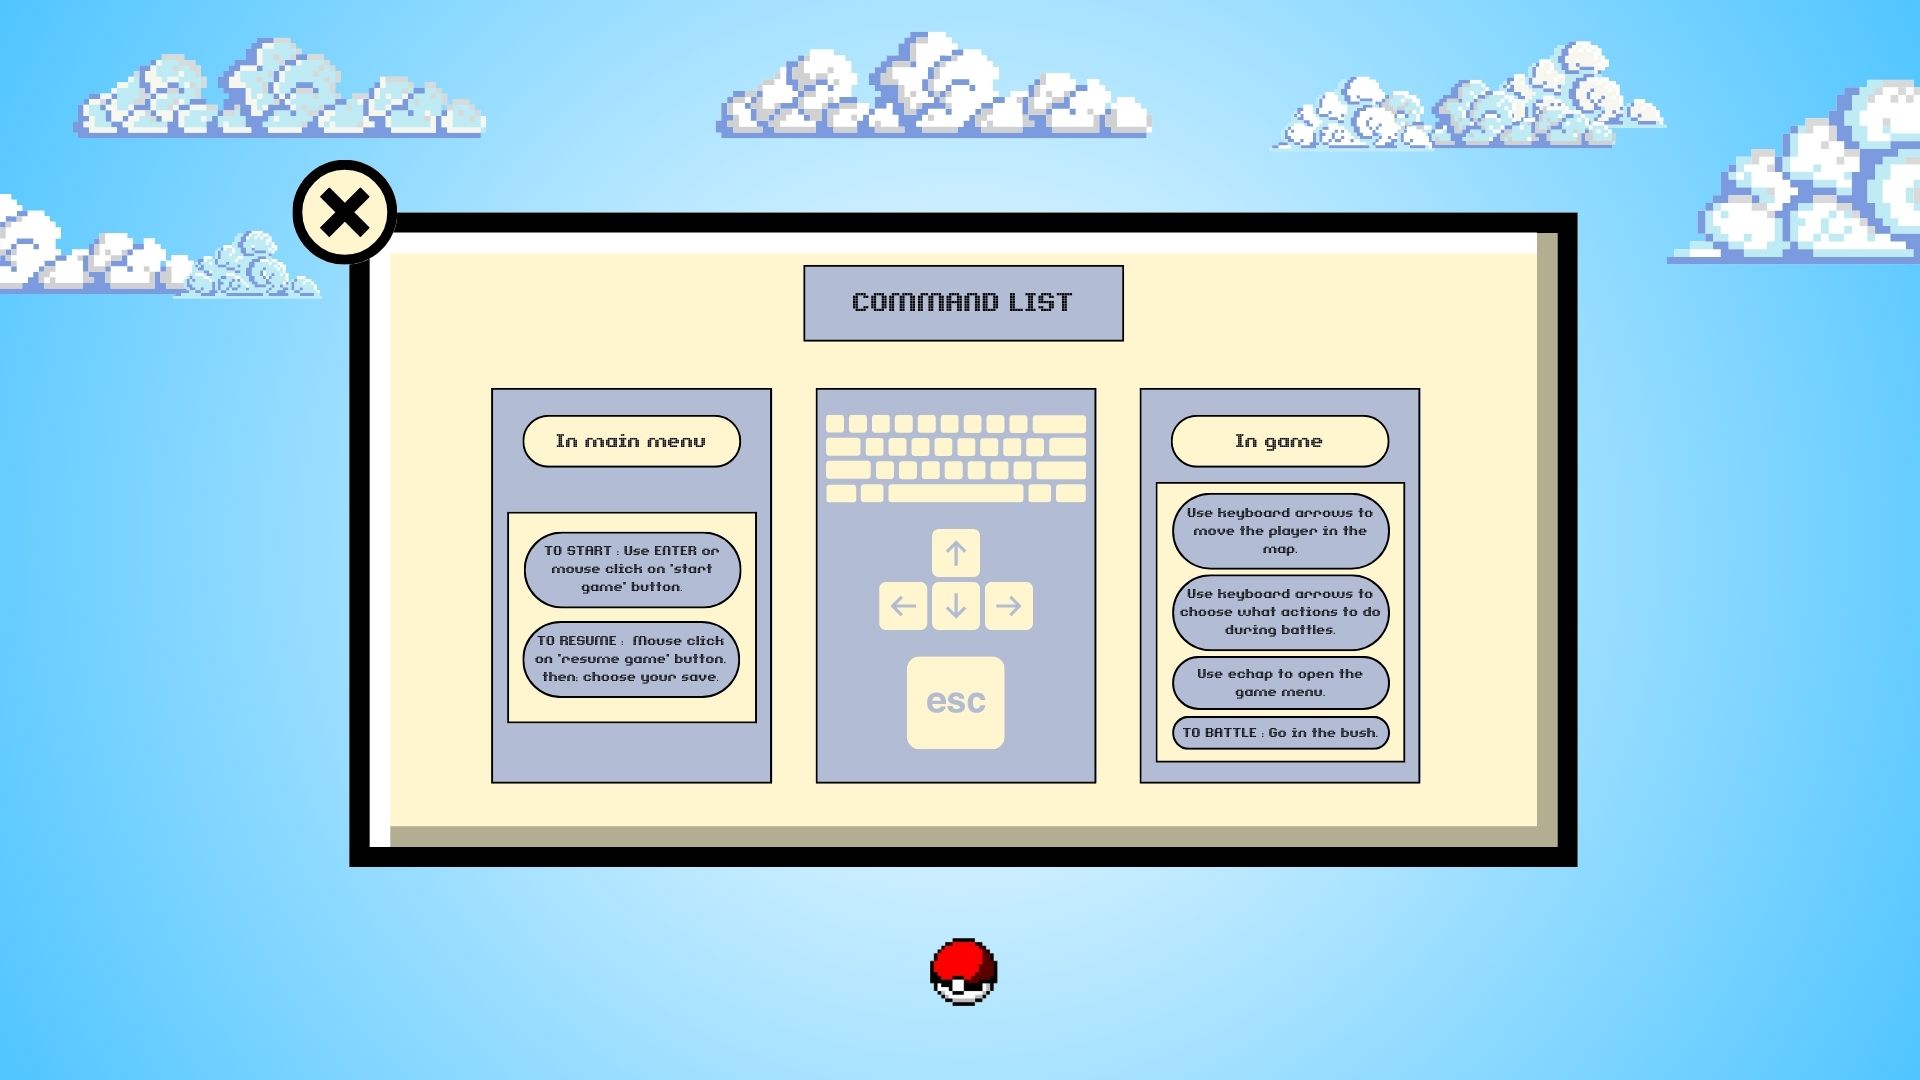 COMMAND LIST
In main menu
TO START : Use ENTER or
mouse click on "start
game" button.
TO RESUME :  Mouse click
on "resume game" button.
then; choose your save.
esc
In game
Use keyboard arrows to
move the player in the
map.
Use keyboard arrows to
choose what actions to do
during battles.
Use echap to open the
game menu.
TO BATTLE : Go in the bush.